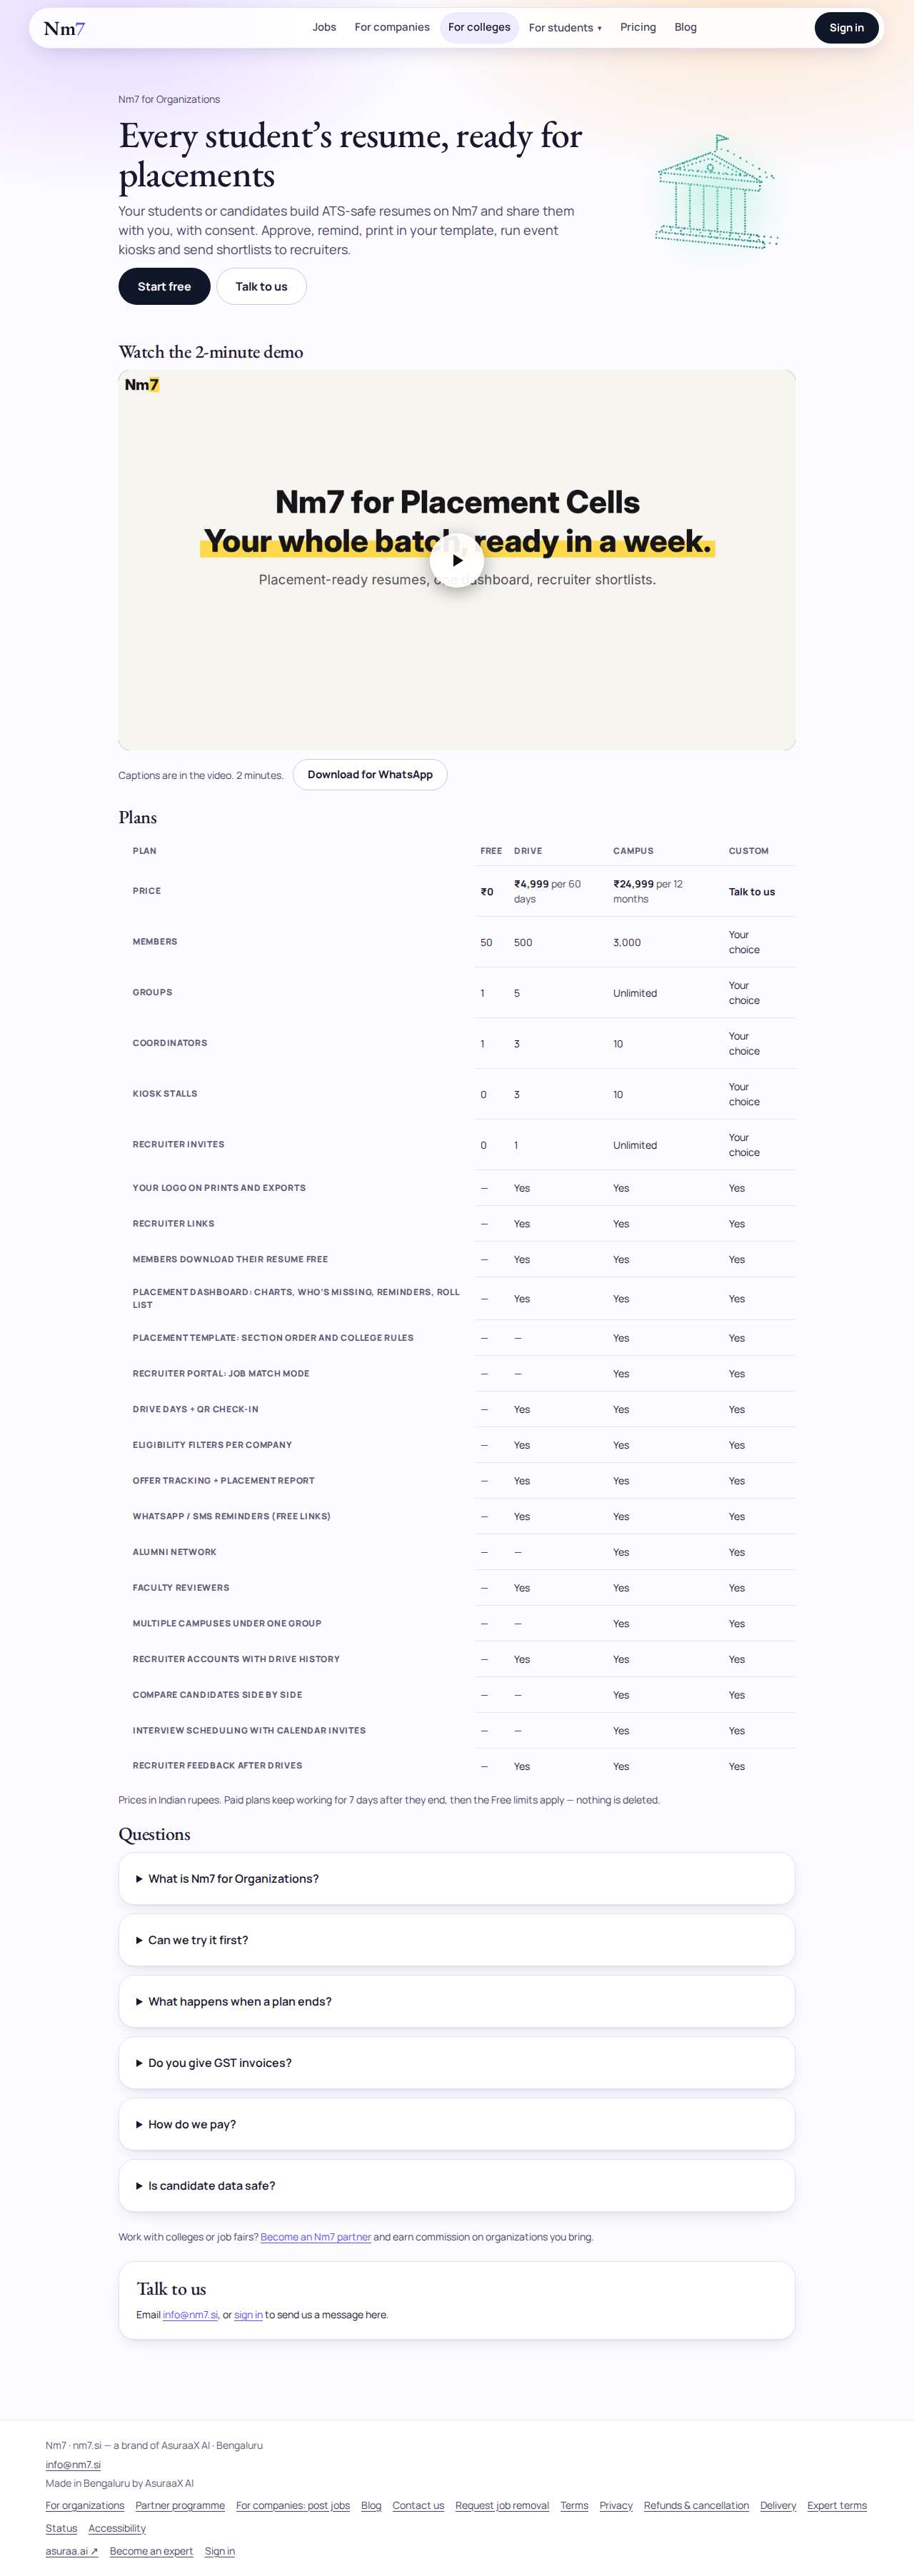 Nm7
Jobs For companies For colleges For students ▾ Pricing Blog Sign in
Nm7 for Organizations
Every student’s resume, ready for
placements
Your students or candidates build ATS-safe resumes on Nm7 and share them
with you, with consent. Approve, remind, print in your template, run event
kiosks and send shortlists to recruiters.
Start free Talk to us
Watch the 2-minute demo
Nm7
Nm7 for Placement Cells
Your whole batch, ready in a week.
Placement-ready resumes, one dashboard, recruiter shortlists.
Captions are in the video. 2 minutes. Download for WhatsApp
Plans
PLAN FREE DRIVE CAMPUS CUSTOM
PRICE ₹0 ₹4,999 per 60 days ₹24,999 per 12 months Talk to us
MEMBERS 50 500 3,000 Your choice
GROUPS 1 5 Unlimited Your choice
COORDINATORS 1 3 10 Your choice
KIOSK STALLS 0 3 10 Your choice
RECRUITER INVITES 0 1 Unlimited Your choice
YOUR LOGO ON PRINTS AND EXPORTS — Yes Yes Yes
RECRUITER LINKS — Yes Yes Yes
MEMBERS DOWNLOAD THEIR RESUME FREE — Yes Yes Yes
PLACEMENT DASHBOARD: CHARTS, WHO’S MISSING, REMINDERS, ROLL LIST — Yes Yes Yes
PLACEMENT TEMPLATE: SECTION ORDER AND COLLEGE RULES — — Yes Yes
RECRUITER PORTAL: JOB MATCH MODE — — Yes Yes
DRIVE DAYS + QR CHECK-IN — Yes Yes Yes
ELIGIBILITY FILTERS PER COMPANY — Yes Yes Yes
OFFER TRACKING + PLACEMENT REPORT — Yes Yes Yes
WHATSAPP / SMS REMINDERS (FREE LINKS) — Yes Yes Yes
ALUMNI NETWORK — — Yes Yes
FACULTY REVIEWERS — Yes Yes Yes
MULTIPLE CAMPUSES UNDER ONE GROUP — — Yes Yes
RECRUITER ACCOUNTS WITH DRIVE HISTORY — Yes Yes Yes
COMPARE CANDIDATES SIDE BY SIDE — — Yes Yes
INTERVIEW SCHEDULING WITH CALENDAR INVITES — — Yes Yes
RECRUITER FEEDBACK AFTER DRIVES — Yes Yes Yes
Prices in Indian rupees. Paid plans keep working for 7 days after they end, then the Free limits apply — nothing is deleted.
Questions
What is Nm7 for Organizations?
Can we try it first?
What happens when a plan ends?
Do you give GST invoices?
How do we pay?
Is candidate data safe?
Work with colleges or job fairs? Become an Nm7 partner and earn commission on organizations you bring.
Talk to us
Email info@nm7.si, or sign in to send us a message here.
Nm7 · nm7.si — a brand of AsuraaX AI · Bengaluru
info@nm7.si
Made in Bengaluru by AsuraaX AI
For organizations Partner programme For companies: post jobs Blog Contact us Request job removal Terms Privacy Refunds & cancellation Delivery Expert terms
Status Accessibility
asuraa.ai ↗ Become an expert Sign in